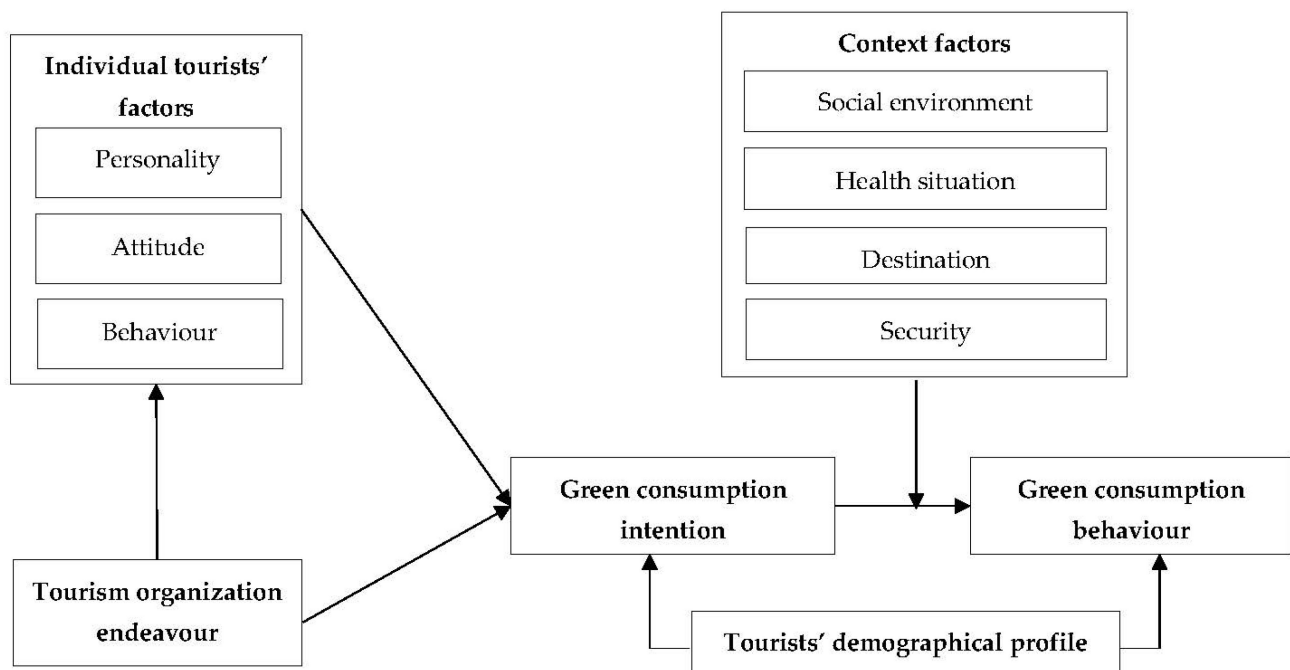 Individual tourists’
factors
Personality
Attitude
Behaviour
Tourism organization
endeavour
Context factors
Social environment
Health situation
Destination
Security
Green consumption
intention
Green consumption
behaviour
Tourists’ demographical profile